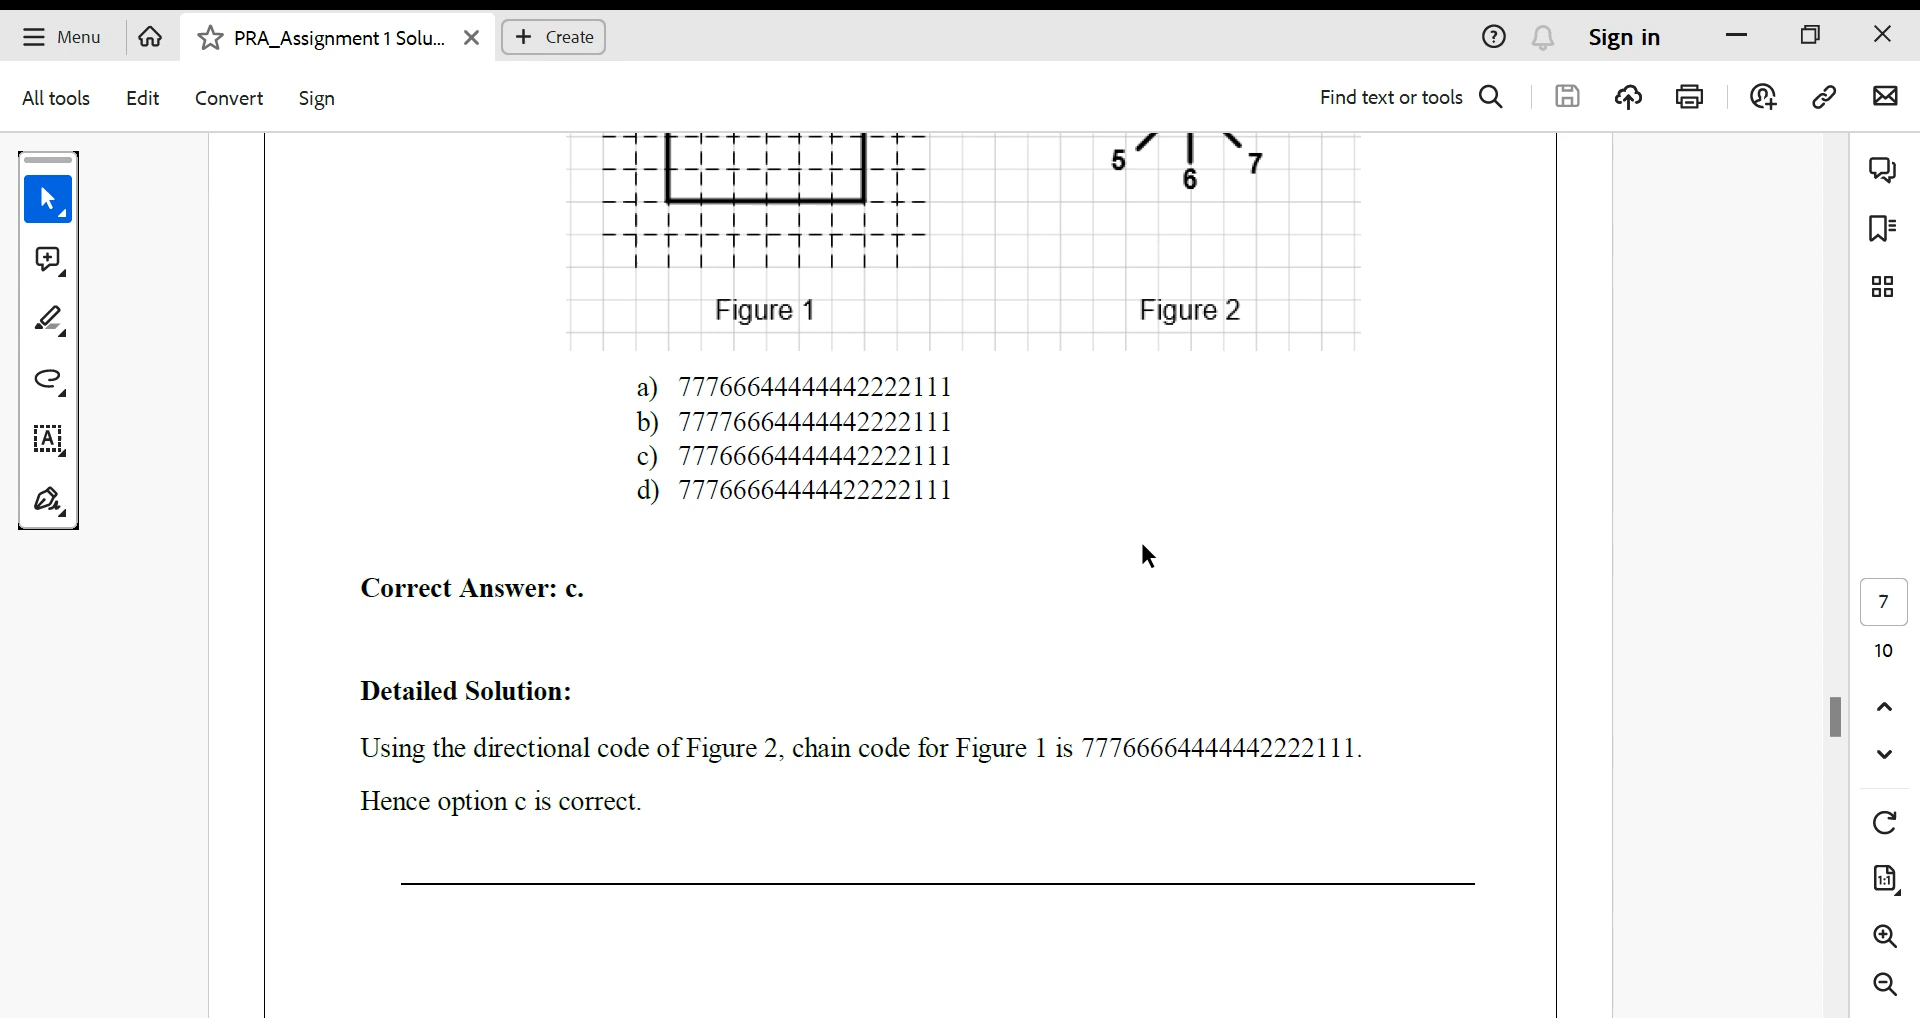 Menu
PRA_Assignment 1 Solu...
Create
Sign in
All tools
Edit
Convert
Sign
Find text or tools
5
6
7
Figure 1
Figure 2
a) 77766644444442222111
b) 77776664444442222111
c) 77766664444442222111
d) 77766664444422222111
Correct Answer: c.
Detailed Solution:
Using the directional code of Figure 2, chain code for Figure 1 is 77766664444442222111.
Hence option c is correct.
7
10
1:1